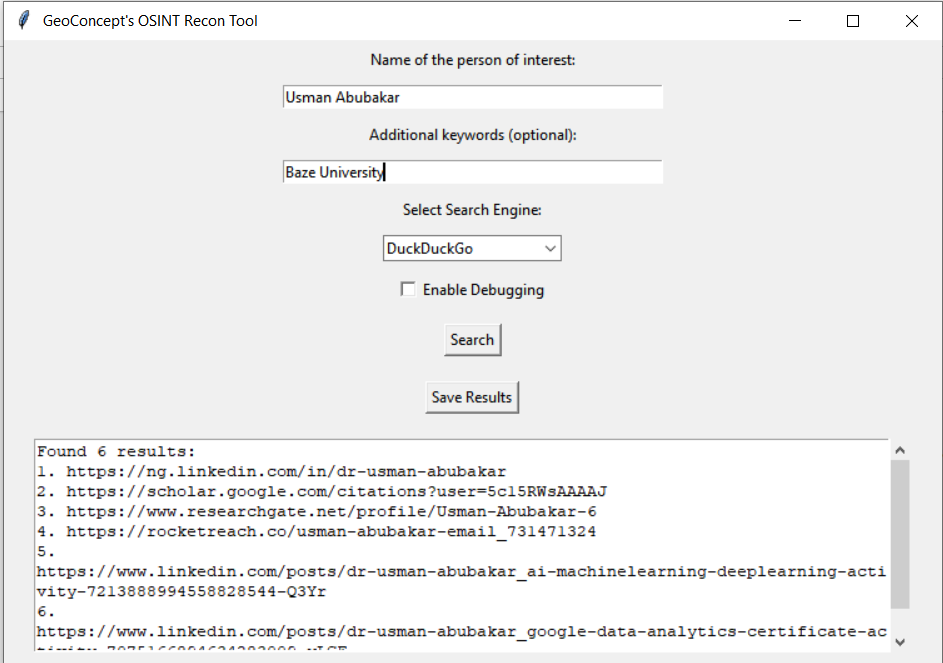 GeoConcept's OSINT Recon Tool
Name of the person of interest:
Usman Abubakar
Additional keywords (optional):
Baze University
Select Search Engine:
DuckDuckGo
Enable Debugging
Search
Save Results
Found 6 results:
1. https://ng.linkedin.com/in/dr-usman-abubakar
2. https://scholar.google.com/citations?user=5c15RWsAAAAJ
3. https://www.researchgate.net/profile/Usman-Abubakar-6
4. https://rocketreach.co/usman-abubakar-email_731471324
5.
https://www.linkedin.com/posts/dr-usman-abubakar_ai-machinelearning-deeplearning-acti
vity-7213888994558828544-Q3Yr
6.
https://www.linkedin.com/posts/dr-usman-abubakar_google-data-analytics-certificate-ac